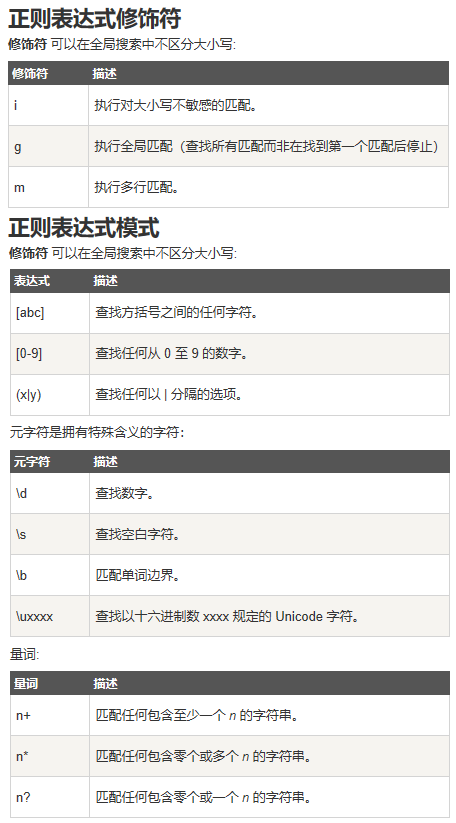 正则表达式修饰符
修饰符 可以在全局搜索中不区分大小写:
修饰符 描述
i 执行对大小写不敏感的匹配。
g 执行全局匹配（查找所有匹配而非在找到第一个匹配后停止）
m 执行多行匹配。
正则表达式模式
修饰符 可以在全局搜索中不区分大小写:
表达式 描述
[abc] 查找方括号之间的任何字符。
[0-9] 查找任何从 0 至 9 的数字。
(x|y) 查找任何以 | 分隔的选项。
元字符是拥有特殊含义的字符：
元字符 描述
\d 查找数字。
\s 查找空白字符。
\b 匹配单词边界。
\uxxxx 查找以十六进制数 xxxx 规定的 Unicode 字符。
量词:
量词 描述
n+ 匹配任何包含至少一个 n 的字符串。
n* 匹配任何包含零个或多个 n 的字符串。
n? 匹配任何包含零个或一个 n 的字符串。